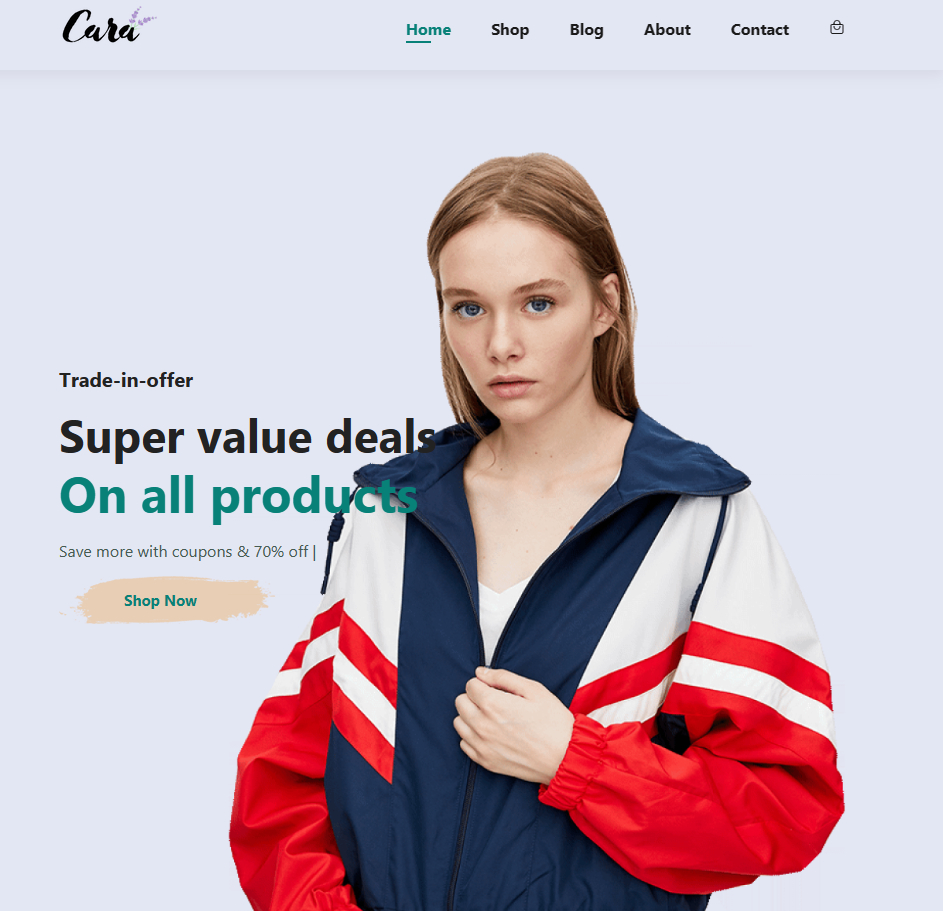 Cara
Home Shop Blog About Contact
Trade-in-offer
Super value deals
On all products
Save more with coupons & 70% off |
Shop Now